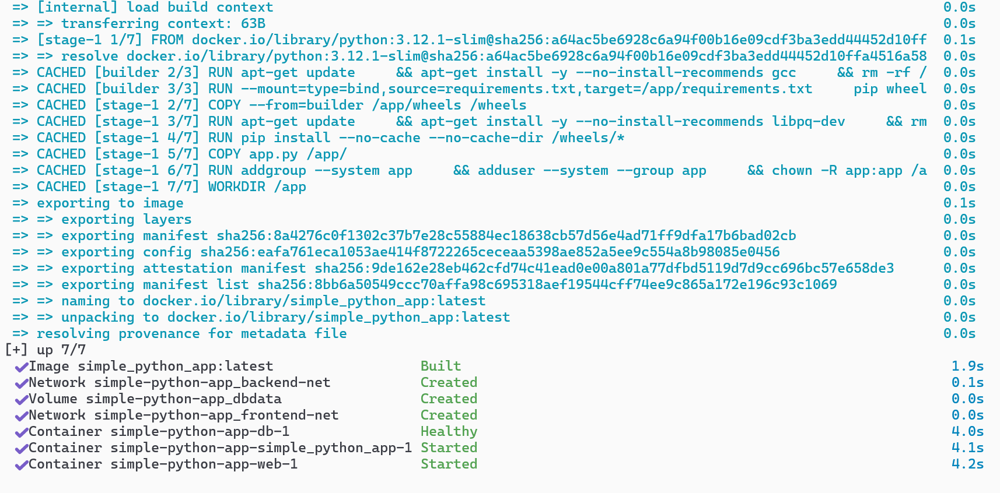 => [internal] load build context 0.0s
=> => transferring context: 63B 0.0s
=> [stage-1 1/7] FROM docker.io/library/python:3.12.1-slim@sha256:a64ac5be6928c6a94f00b16e09cdf3ba3edd44452d10ff 0.1s
=> => resolve docker.io/library/python:3.12.1-slim@sha256:a64ac5be6928c6a94f00b16e09cdf3ba3edd44452d10ffa4516a58 0.0s
=> CACHED [builder 2/3] RUN apt-get update     && apt-get install -y --no-install-recommends gcc     && rm -rf / 0.0s
=> CACHED [builder 3/3] RUN --mount=type=bind,source=requirements.txt,target=/app/requirements.txt     pip wheel 0.0s
=> CACHED [stage-1 2/7] COPY --from=builder /app/wheels /wheels 0.0s
=> CACHED [stage-1 3/7] RUN apt-get update     && apt-get install -y --no-install-recommends libpq-dev     && rm 0.0s
=> CACHED [stage-1 4/7] RUN pip install --no-cache --no-cache-dir /wheels/* 0.0s
=> CACHED [stage-1 5/7] COPY app.py /app/ 0.0s
=> CACHED [stage-1 6/7] RUN addgroup --system app     && adduser --system --group app     && chown -R app:app /a 0.0s
=> CACHED [stage-1 7/7] WORKDIR /app 0.0s
=> exporting to image 0.1s
=> => exporting layers 0.0s
=> => exporting manifest sha256:8a4276c0f1302c37b7e28c55884ec18638cb57d56e4ad71ff9dfa17b6bad02cb 0.0s
=> => exporting config sha256:eafa761eca1053ae414f8722265ceceaa5398ae852a5ee9c554a8b98085e0456 0.0s
=> => exporting attestation manifest sha256:9de162e28eb462cfd74c41ead0e00a801a77dfbd5119d7d9cc696bc57e658de3 0.0s
=> => exporting manifest list sha256:8bb6a50549ccc70affa98c695318aef19544cff74ee9c865a172e196c93c1069 0.0s
=> => naming to docker.io/library/simple_python_app:latest 0.0s
=> => unpacking to docker.io/library/simple_python_app:latest 0.0s
=> resolving provenance for metadata file 0.0s
[+] up 7/7
✔Image simple_python_app:latest Built 1.9s
✔Network simple-python-app_backend-net Created 0.1s
✔Volume simple-python-app_dbdata Created 0.0s
✔Network simple-python-app_frontend-net Created 0.0s
✔Container simple-python-app-db-1 Healthy 4.0s
✔Container simple-python-app-simple_python_app-1 Started 4.1s
✔Container simple-python-app-web-1 Started 4.2s